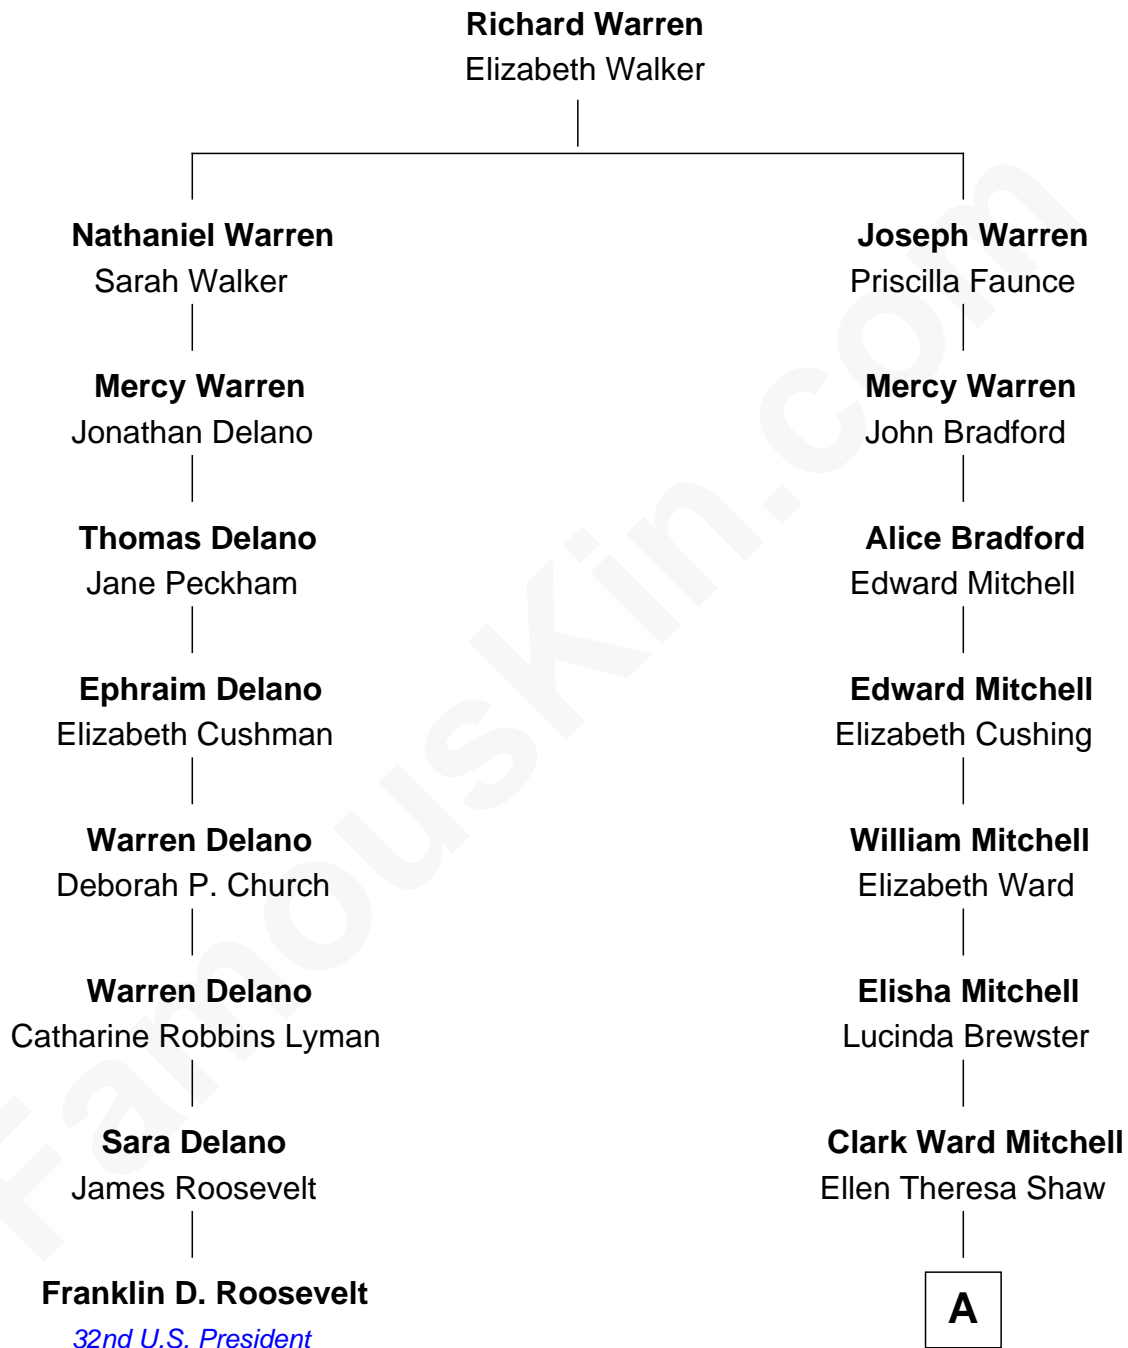 Richard Warren
Elizabeth Walker
Nathaniel Warren
Sarah Walker
Joseph Warren
Priscilla Faunce
Mercy Warren
Jonathan Delano
Mercy Warren
John Bradford
Thomas Delano
Jane Peckham
Alice Bradford
Edward Mitchell
Ephraim Delano
Elizabeth Cushman
Edward Mitchell
Elizabeth Cushing
Warren Delano
Deborah P. Church
William Mitchell
Elizabeth Ward
Warren Delano
Catharine Robbins Lyman
Elisha Mitchell
Lucinda Brewster
Sara Delano
James Roosevelt
Clark Ward Mitchell
Ellen Theresa Shaw
Franklin D. Roosevelt
32nd U.S. President
A
FamousKin.com